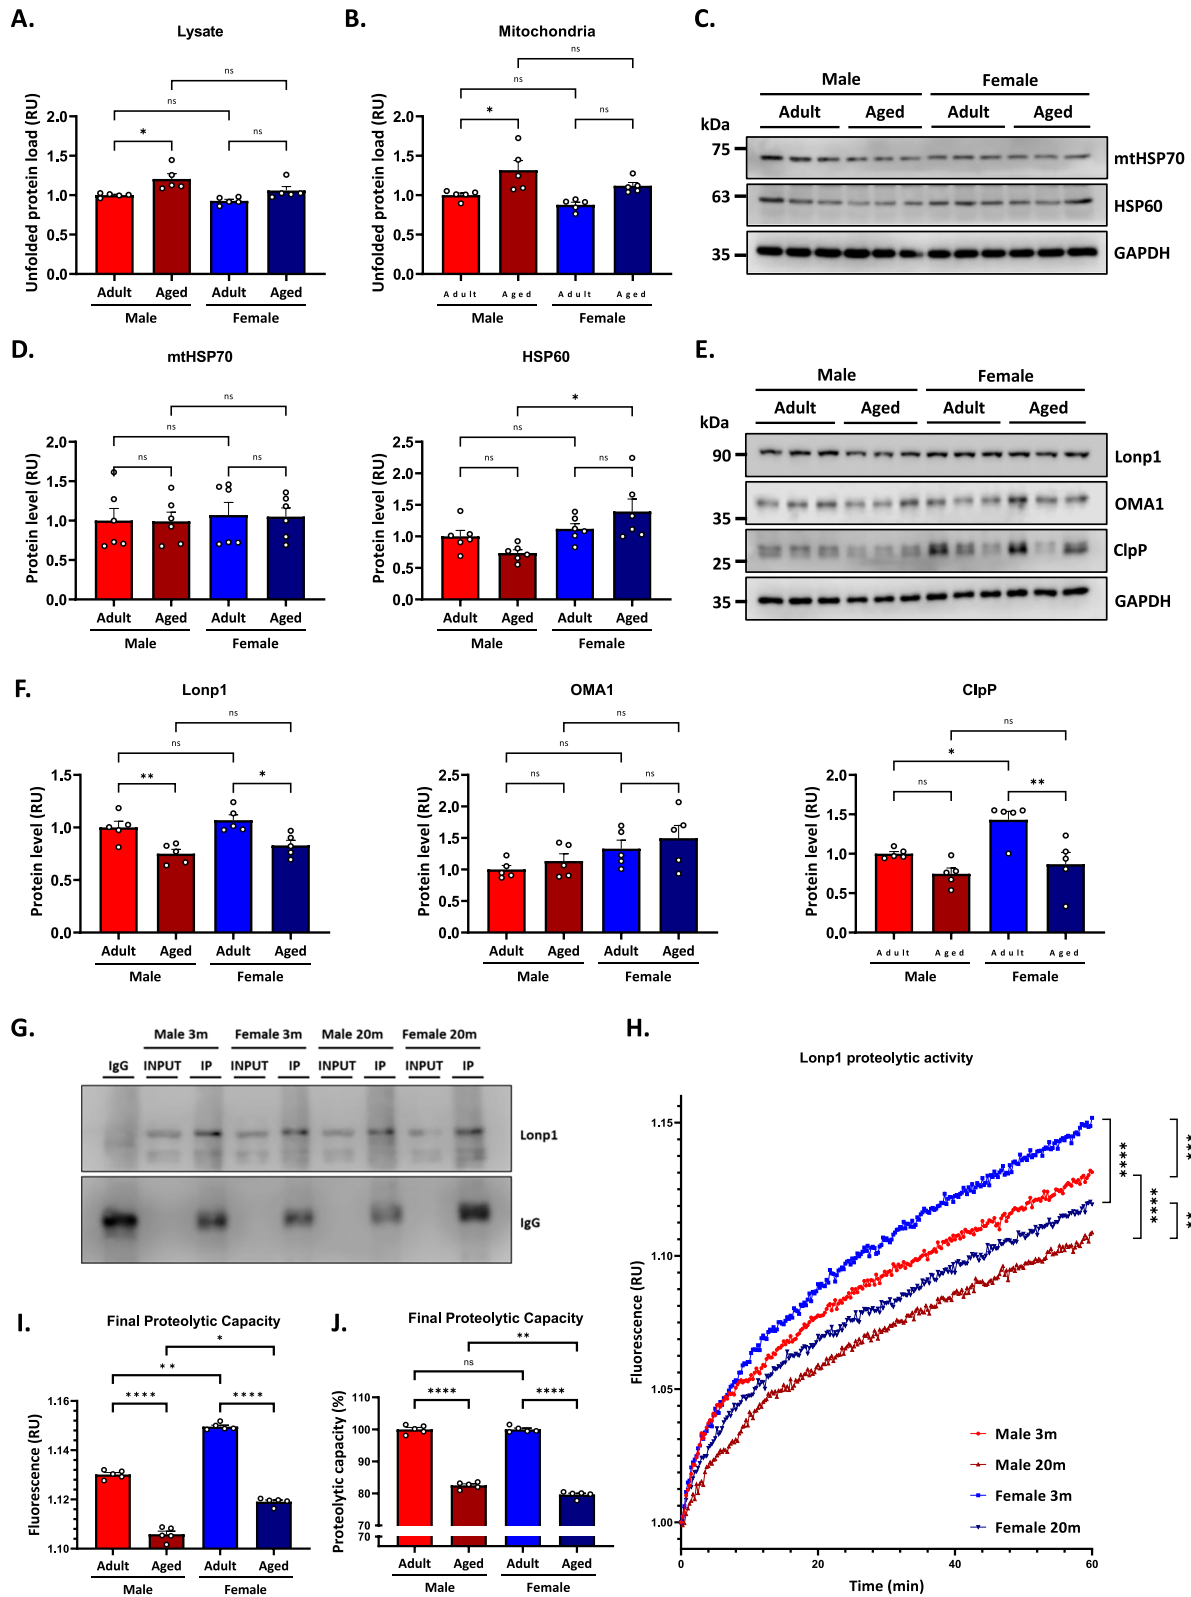 A.
Lysate
ns
ns
*
ns
Unfolded protein load (RU)
2.0
1.5
1.0
0.5
0.0
Adult Aged Adult Aged
Male Female
B.
Mitochondria
ns
ns
*
ns
Unfolded protein load (RU)
2.0
1.5
1.0
0.5
0.0
Adult Aged Adult Aged
Male Female
C.
Male Female
Adult Aged Adult Aged
kDa
75
mtHSP70
63
HSP60
35
GAPDH
D.
mtHSP70
ns
ns
ns
ns
Protein level (RU)
2.0
1.5
1.0
0.5
0.0
Adult Aged Adult Aged
Male Female
HSP60
*
ns
ns
ns
Protein level (RU)
2.5
2.0
1.5
1.0
0.5
0.0
Adult Aged Adult Aged
Male Female
E.
Male Female
Adult Aged Adult Aged
kDa
90
Lonp1
OMA1
35
ClpP
25
35
GAPDH
F.
Lonp1
ns
ns
**
*
Protein level (RU)
1.5
1.0
0.5
0.0
Adult Aged Adult Aged
Male Female
OMA1
ns
ns
ns
ns
Protein level (RU)
2.5
2.0
1.5
1.0
0.5
0.0
Adult Aged Adult Aged
Male Female
ClpP
ns
*
ns
**
Protein level (RU)
2.0
1.5
1.0
0.5
0.0
Adult Aged Adult Aged
Male Female
G.
Male 3m Female 3m Male 20m Female 20m
IgG INPUT IP INPUT IP INPUT IP INPUT IP
Lonp1
IgG
H.
Lonp1 proteolytic activity
Fluorescence (RU)
1.15
1.10
1.05
1.00
0 20 40 60
Time (min)
****
***
****
**
Male 3m
Male 20m
Female 3m
Female 20m
I.
Final Proteolytic Capacity
*
**
****
****
Fluorescence (RU)
1.16
1.14
1.12
1.10
Adult Aged Adult Aged
Male Female
J.
Final Proteolytic Capacity
**
ns
****
****
Proteolytic capacity (%)
110
100
90
80
70
70
Adult Aged Adult Aged
Male Female